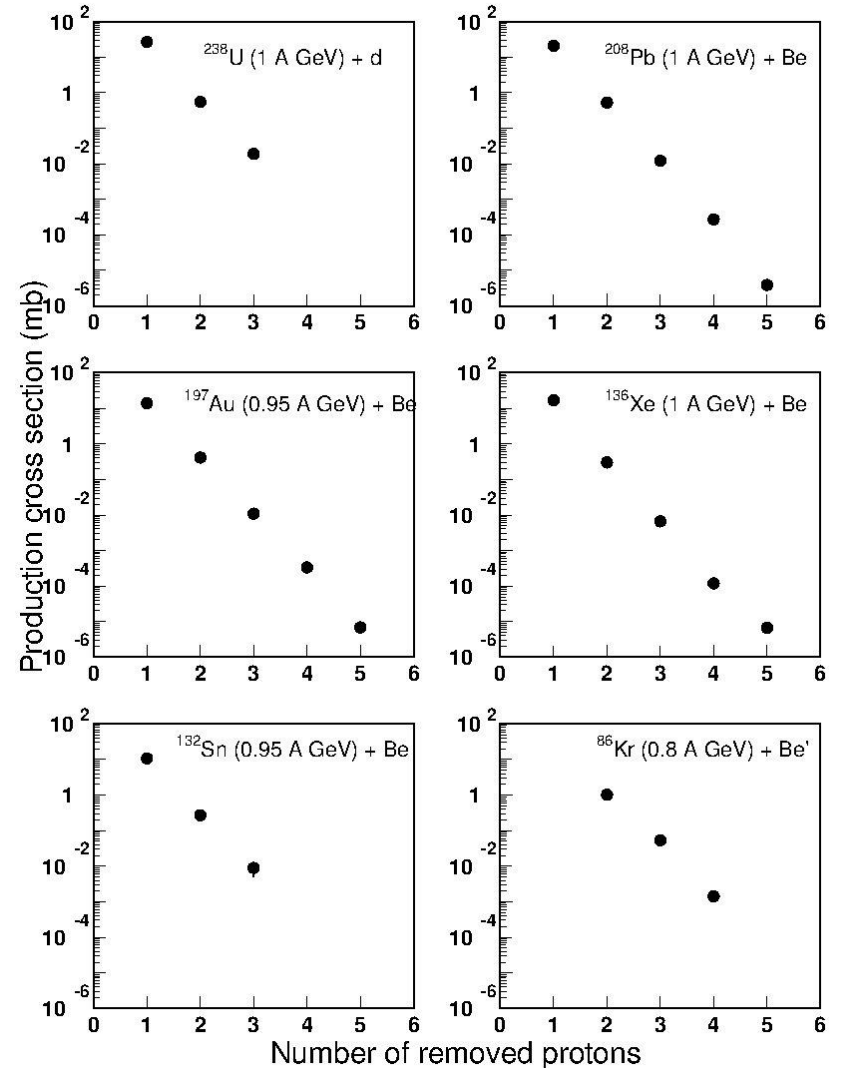 Production cross section (mb)
10 2
²³⁸U (1 A GeV) + d
1
10 -2
10 -4
10 -6
0 1 2 3 4 5 6
10 2
²⁰⁸Pb (1 A GeV) + Be
1
10 -2
10 -4
10 -6
0 1 2 3 4 5 6
10 2
¹⁹⁷Au (0.95 A GeV) + Be
1
10 -2
10 -4
10 -6
0 1 2 3 4 5 6
10 2
¹³⁶Xe (1 A GeV) + Be
1
10 -2
10 -4
10 -6
0 1 2 3 4 5 6
10 2
¹³²Sn (0.95 A GeV) + Be
1
10 -2
10 -4
10 -6
0 1 2 3 4 5 6
10 2
⁸⁶Kr (0.8 A GeV) + Be'
1
10 -2
10 -4
10 -6
0 1 2 3 4 5 6
Number of removed protons